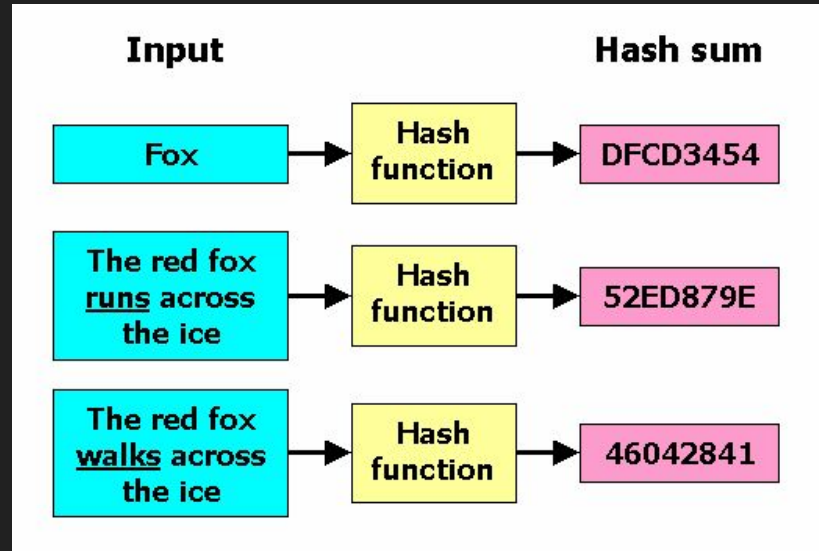 Input
Hash sum
Fox
Hash
function
DFCD3454
The red fox
runs across
the ice
Hash
function
52ED879E
The red fox
walks across
the ice
Hash
function
46042841